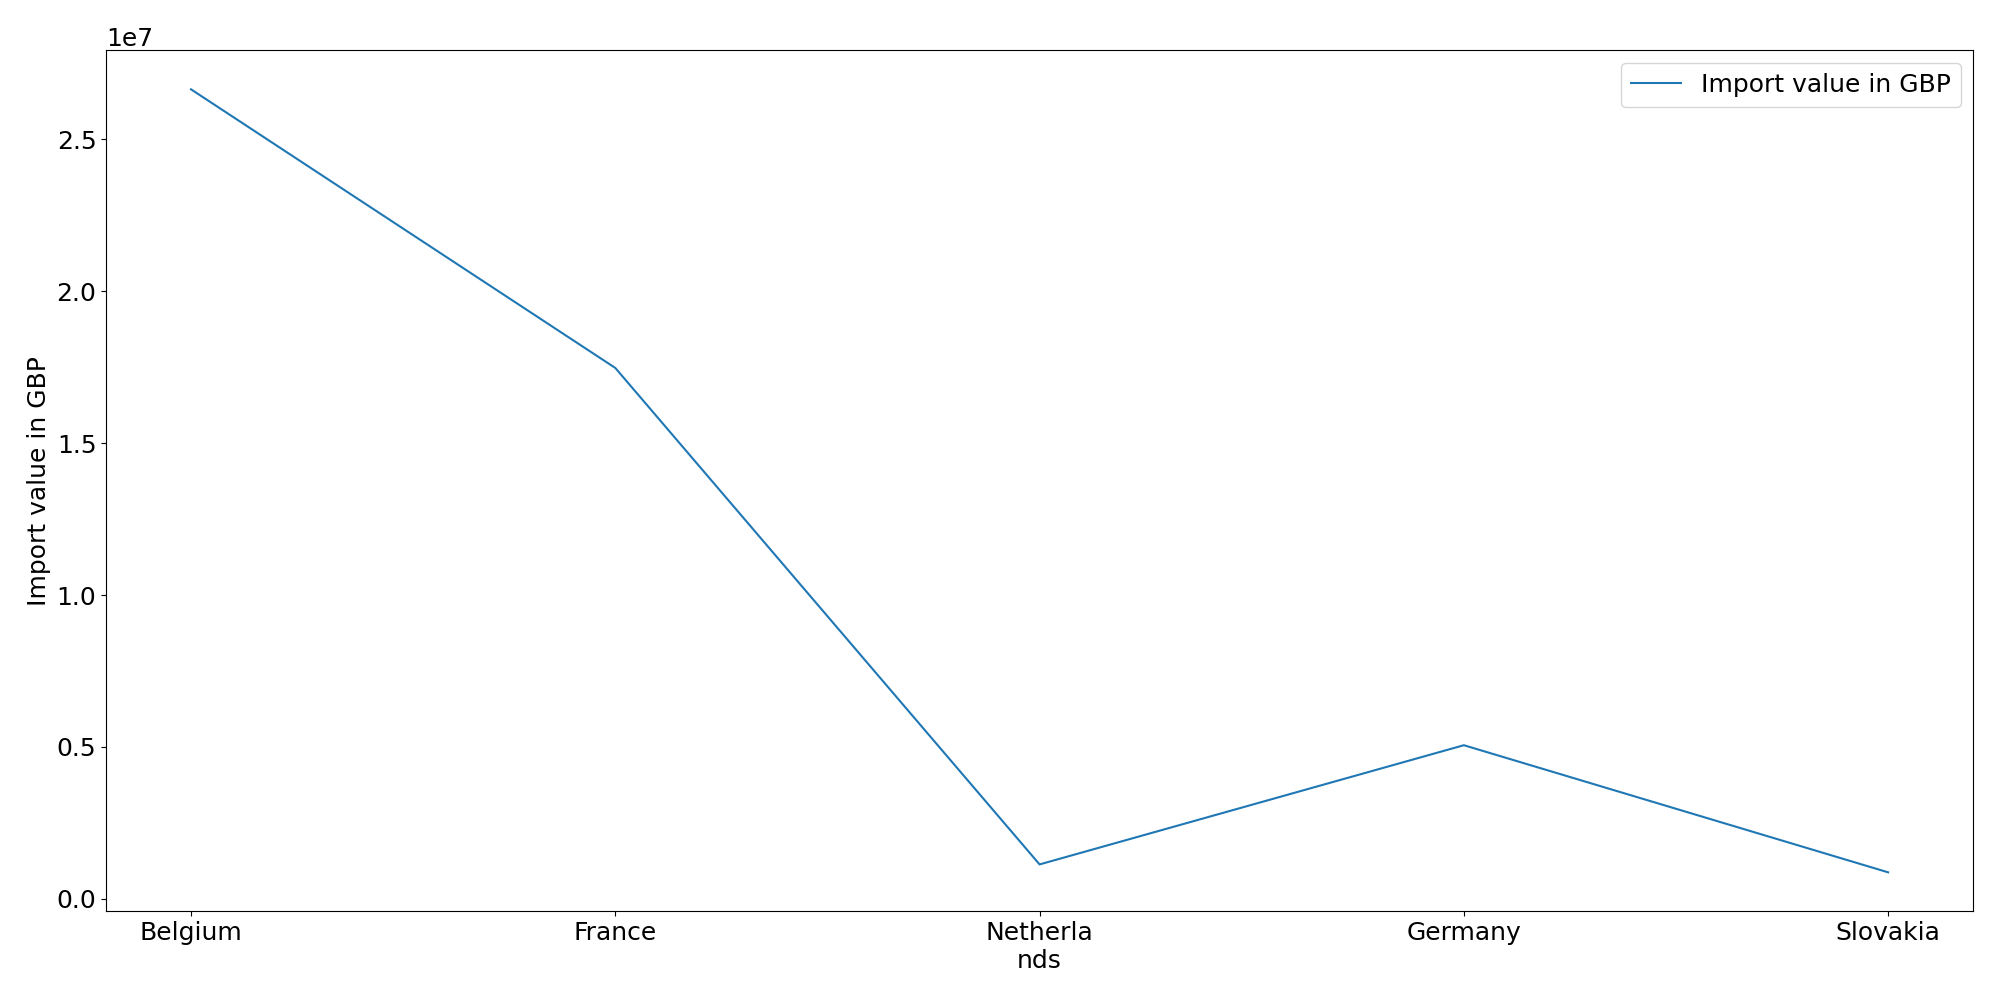 1e7
Import value in GBP
2.5
2.0
1.5
1.0
0.5
0.0
Import value in GBP
Belgium
France
Netherla
nds
Germany
Slovakia